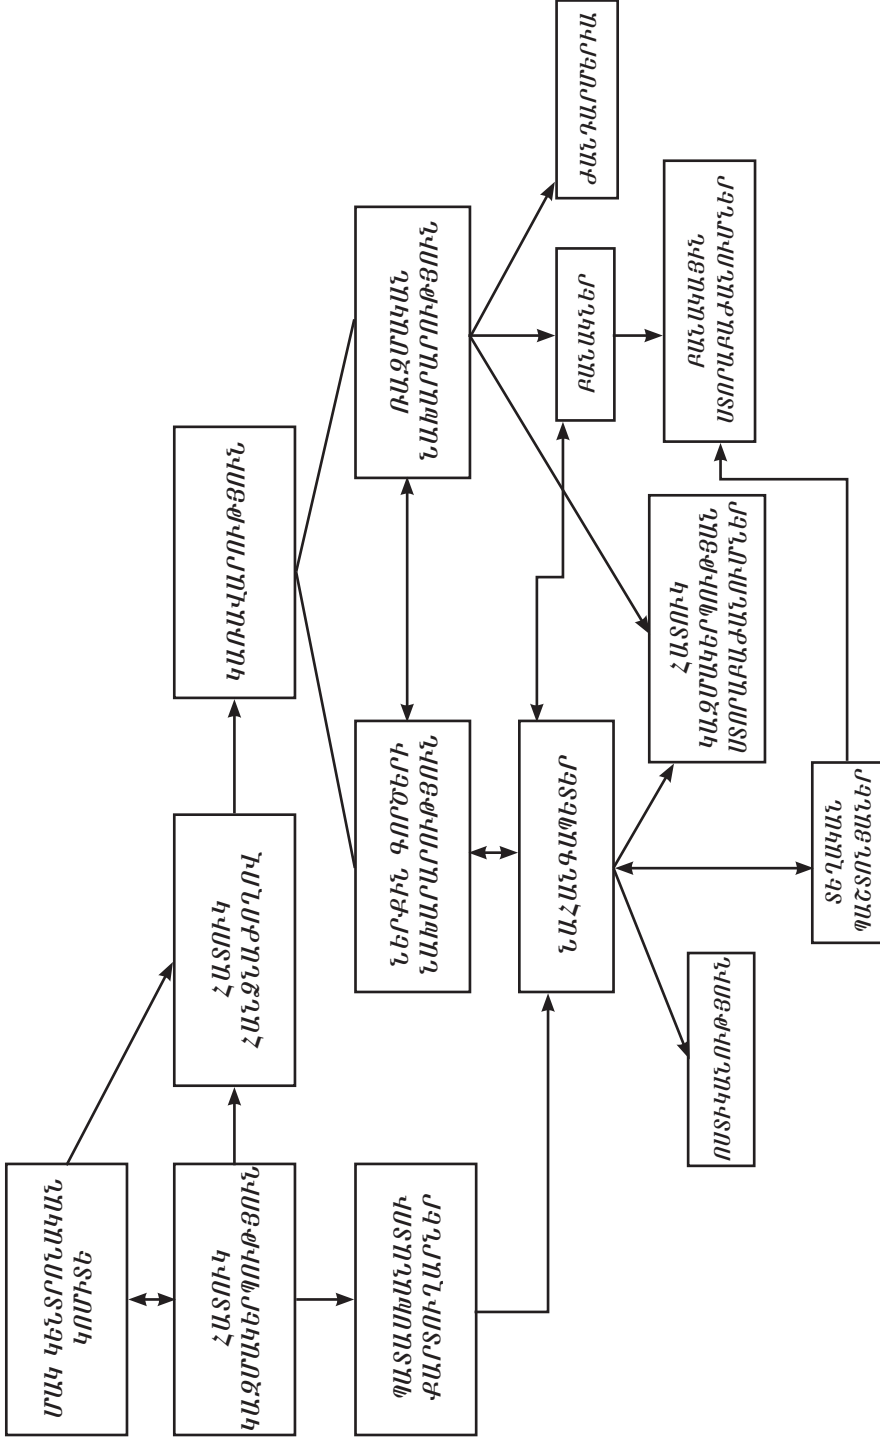 ՄԱԿ ԿԵՆՏՐՈՆԱԿԱՆ
ԿՈՄԻՏԵ
ՀԱՏՈՒԿ
ԿԱԶՄԱԿԵՐՊՈՒԹՅՈՒՆ
ՊԱՏԱՍԽԱՆԱՏՈՒ
ՔԱՐՏՈՒՂԱՐՆԵՐ
ՀԱՏՈՒԿ
ՀԱՆՁՆԱԺՈՂՈՎ
ԿԱՌԱՎԱՐՈՒԹՅՈՒՆ
ՆԵՐՔԻՆ ԳՈՐԾԵՐԻ
ՆԱԽԱՐԱՐՈՒԹՅՈՒՆ
ՌԱԶՄԱԿԱՆ
ՆԱԽԱՐԱՐՈՒԹՅՈՒՆ
ՆԱՀԱՆԳԱՊԵՏԵՐ
ԲԱՆԱԿՆԵՐ
ԺԱՆԴԱՐՄԵՐԻԱ
ՈՍՏԻԿԱՆՈՒԹՅՈՒՆ
ՀԱՏՈՒԿ
ԿԱԶՄԱԿԵՐՊՈՒԹՅԱՆ
ՍՏՈՐԱԲԱԺԱՆՈՒՄՆԵՐ
ԲԱՆԱԿԱՅԻՆ
ՍՏՈՐԱԲԱԺԱՆՈՒՄՆԵՐ
ՏԵՂԱԿԱՆ
ՊԱՇՏՈՆՅԱՆԵՐ